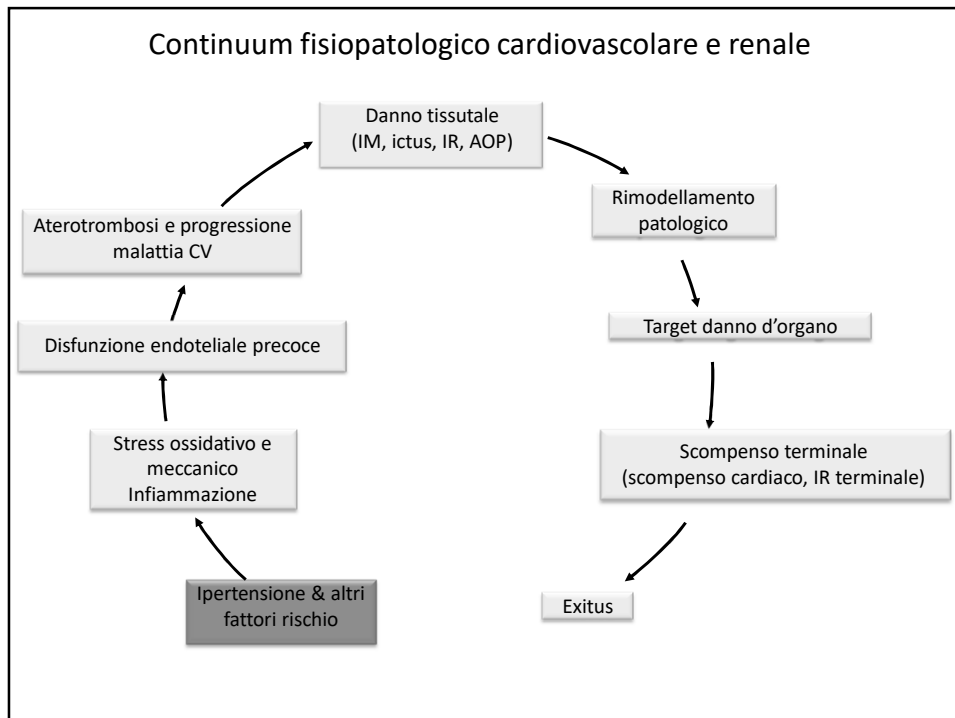 Continuum fisiopatologico cardiovascolare e renale
Danno tissutale
(IM, ictus, IR, AOP)
Rimodellamento
patologico
Aterotrombosi e progressione
malattia CV
Target danno d’organo
Disfunzione endoteliale precoce
Stress ossidativo e
meccanico
Infiammazione
Scompenso terminale
(scompenso cardiaco, IR terminale)
Ipertensione & altri
fattori rischio
Exitus